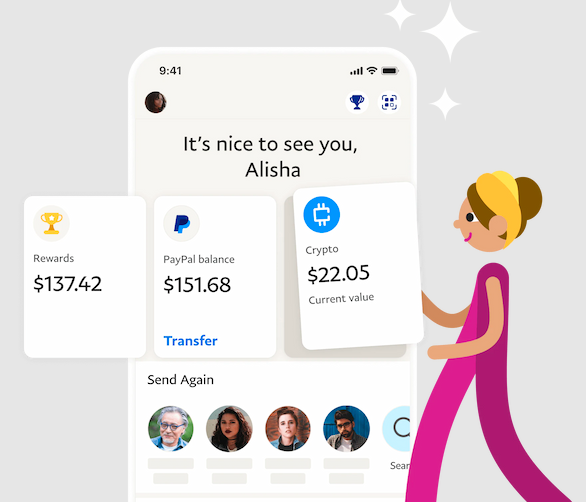 9:41
It's nice to see you,
Alisha
Rewards
$137.42
PayPal balance
$151.68
Transfer
Crypto
$22.05
Current value
Send Again